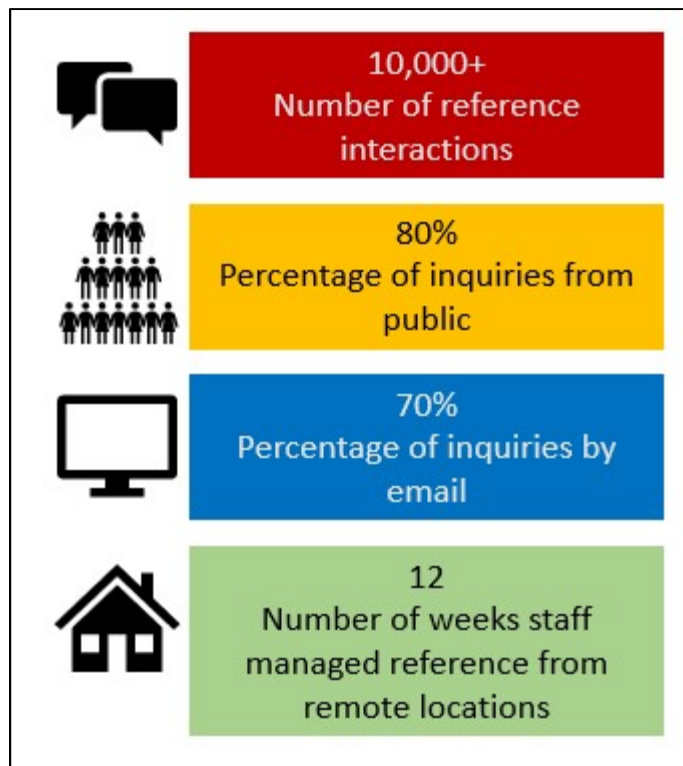 10,000+
Number of reference
interactions
80%
Percentage of inquiries from
public
70%
Percentage of inquiries by
email
12
Number of weeks staff
managed reference from
remote locations